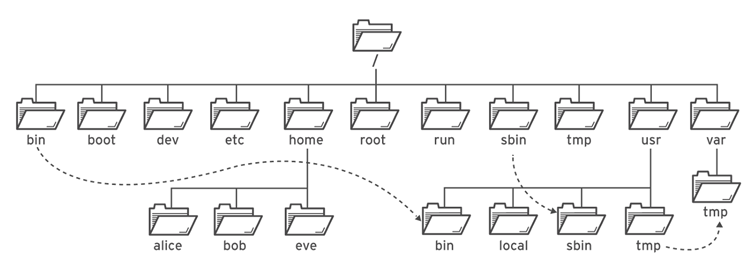 /
bin boot dev etc home root run sbin tmp usr var
tmp
alice bob eve bin local sbin tmp